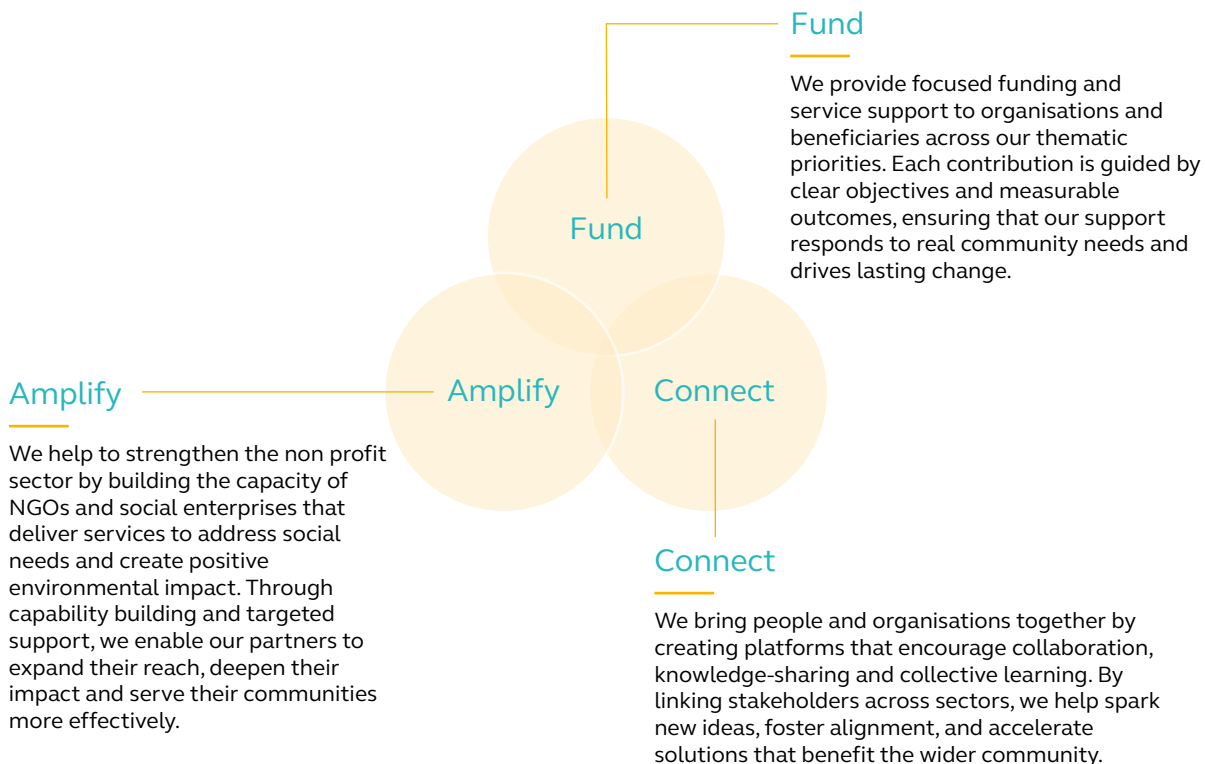 Fund
We provide focused funding and
service support to organisations and
beneficiaries across our thematic
priorities. Each contribution is guided by
clear objectives and measurable
outcomes, ensuring that our support
responds to real community needs and
drives lasting change.
Fund
Amplify
Connect
Amplify
We help to strengthen the non profit
sector by building the capacity of
NGOs and social enterprises that
deliver services to address social
needs and create positive
environmental impact. Through
capability building and targeted
support, we enable our partners to
expand their reach, deepen their
impact and serve their communities
more effectively.
Connect
We bring people and organisations together by
creating platforms that encourage collaboration,
knowledge-sharing and collective learning. By
linking stakeholders across sectors, we help spark
new ideas, foster alignment, and accelerate
solutions that benefit the wider community.